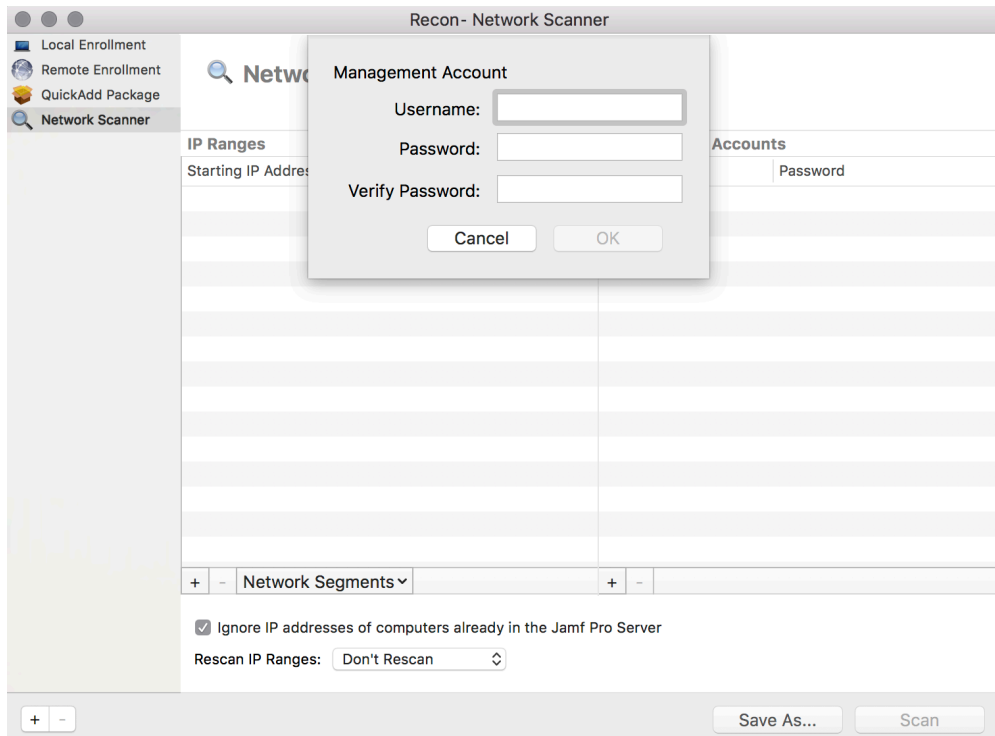 Recon- Network Scanner
Local Enrollment
Remote Enrollment
QuickAdd Package
Network Scanner
Netwo
Management Account
Username:
Password:
Verify Password:
Cancel
OK
IP Ranges
Accounts
Starting IP Addres
Password
+ - Network Segments
+ -
Ignore IP addresses of computers already in the Jamf Pro Server
Rescan IP Ranges: Don't Rescan
+ -
Save As...
Scan